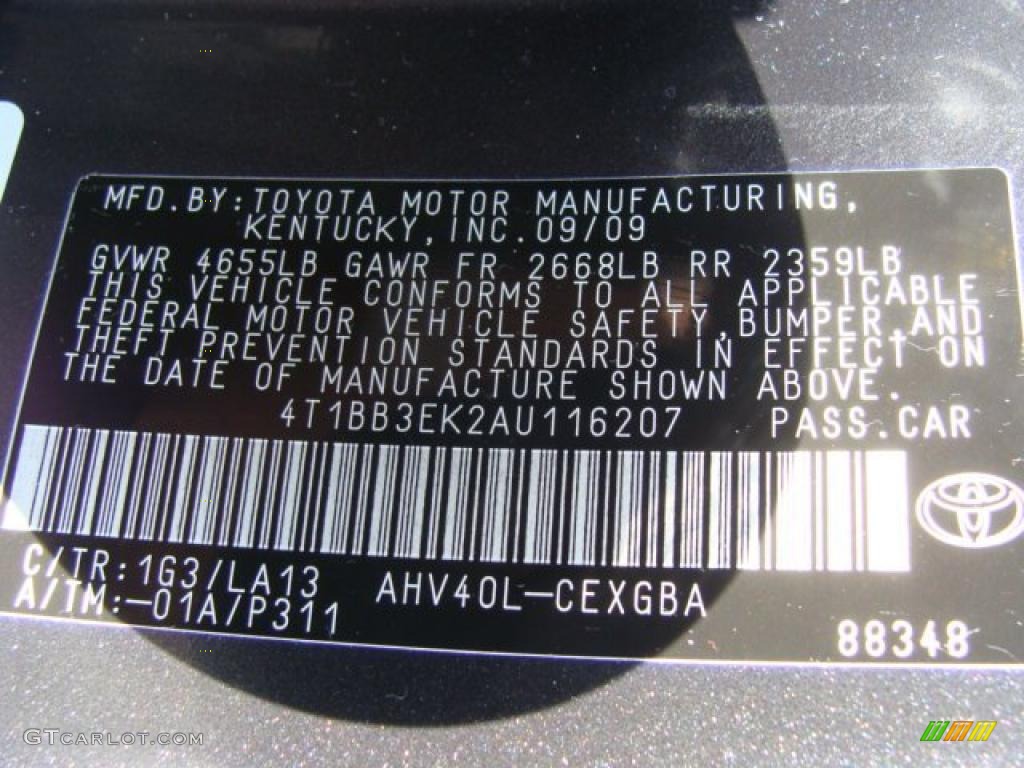 MFD.BY:TOYOTA MOTOR MANUFACTURING,
KENTUCKY,INC.09/09
GVWR 4655LB GAWR FR 2668LB RR 2359LB
THIS VEHICLE CONFORMS TO ALL APPLICABLE
FEDERAL MOTOR VEHICLE SAFETY,BUMPER,AND
THEFT PREVENTION STANDARDS IN EFFECT ON
THE DATE OF MANUFACTURE SHOWN ABOVE.
4T1BB3EK2AU116207 PASS.CAR
C/TR:1G3/LA13 AHV40L-CEXGBA
A/TM:-01A/P311
88348
GTCARLOT.COM